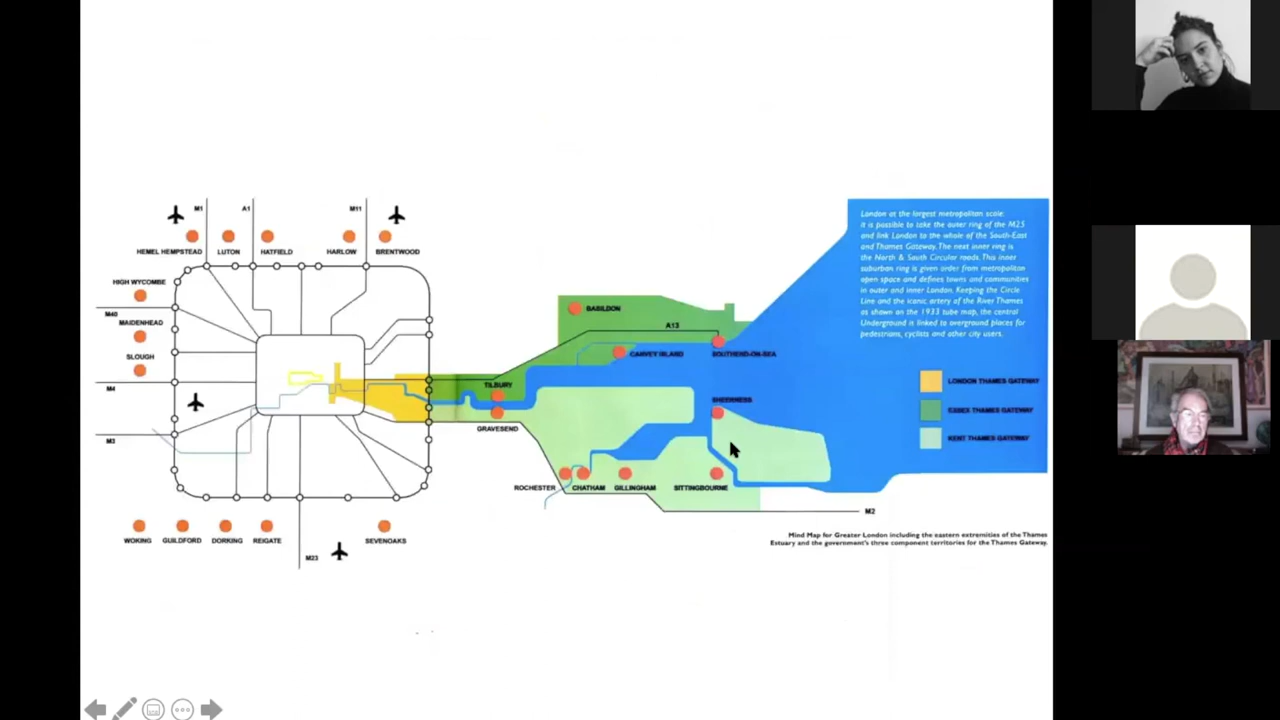 M1
A1
M11
HEMEL HEMPSTEAD
LUTON
HATFIELD
HARLOW
BRENTWOOD
HIGH WYCOMBE
M40
MAIDENHEAD
SLOUGH
M4
M3
WOKING
GUILDFORD
DORKING
REIGATE
SEVENOAKS
M23
BASILDON
A13
CANVEY ISLAND
SOUTHEND-ON-SEA
TILBURY
GRAVESEND
SHEERNESS
ROCHESTER
CHATHAM
GILLINGHAM
SITTINGBOURNE
M2
London at the largest metropolitan scale:
it is possible to take the outer ring of the M25
and link London to the whole of the South-East
and Thames Gateway. The next inner ring is
the North & South Circular roads. This inner
suburban ring is given order from metropolitan
open space and defines towns and communities
in outer and inner London. Keeping the Circle
Line and the iconic artery of the River Thames
as shown on the 1933 tube map, the central
Underground is linked to overground places for
pedestrians, cyclists and other city users.
LONDON THAMES GATEWAY
ESSEX THAMES GATEWAY
KENT THAMES GATEWAY
Mind Map for Greater London including the eastern extremities of the Thames
Estuary and the government's three component territories for the Thames Gateway.